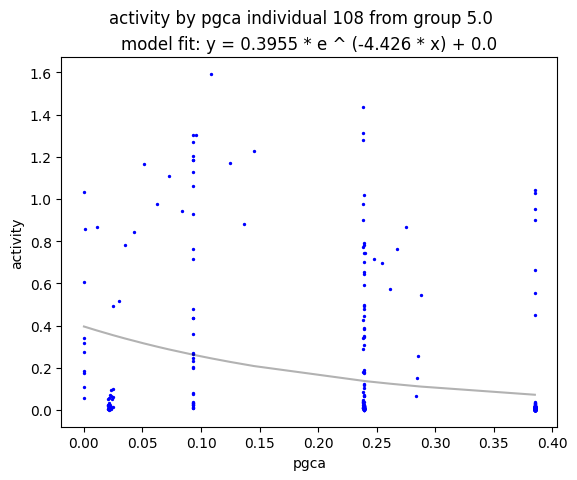 activity by pgca individual 108 from group 5.0
model fit: y = 0.3955 * e ^ (-4.426 * x) + 0.0
1.6
1.4
1.2
1.0
0.8
0.6
0.4
0.2
0.0
activity
0.00 0.05 0.10 0.15 0.20 0.25 0.30 0.35 0.40
pgca